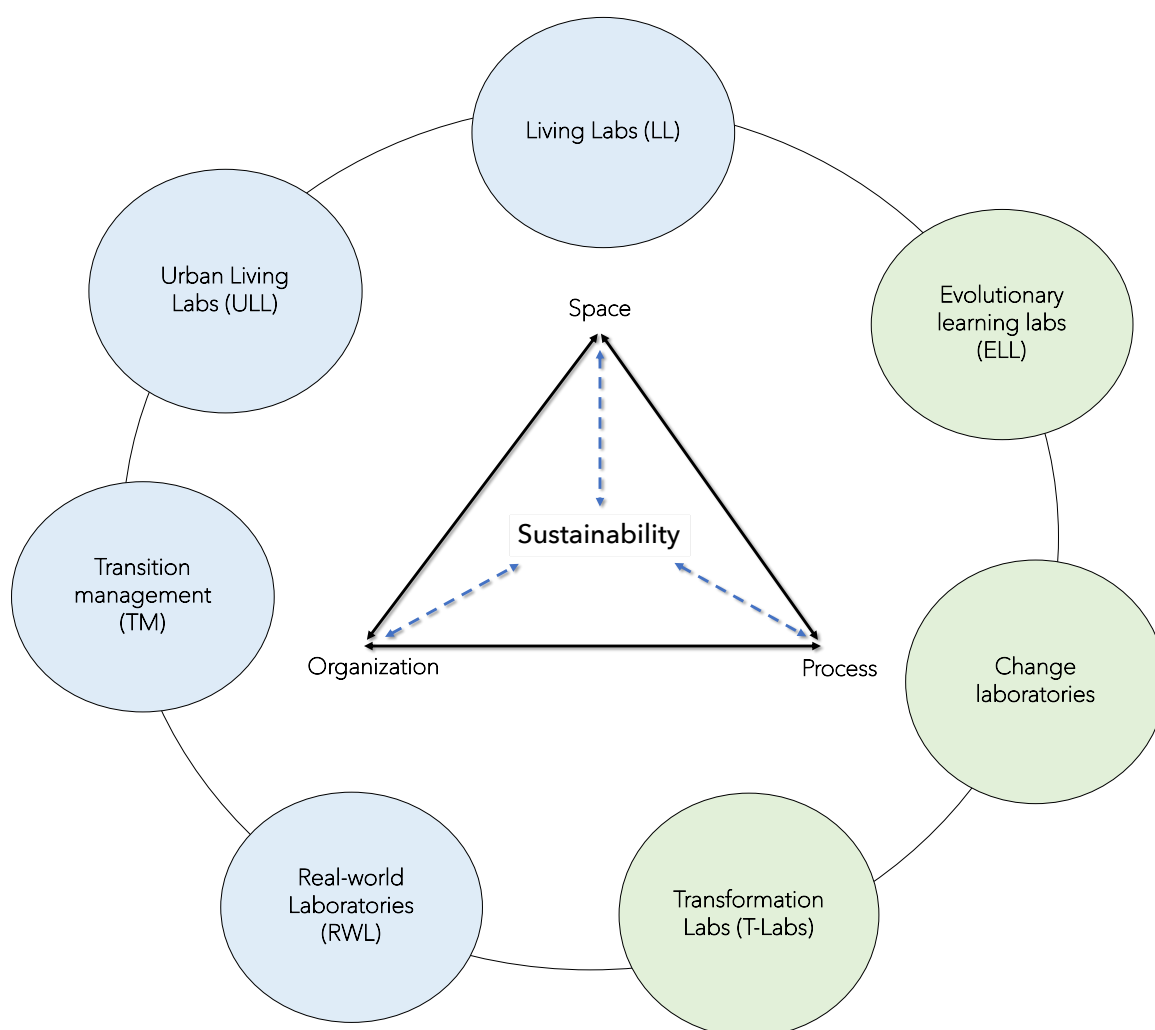 Living Labs (LL)
Urban Living
Labs (ULL)
Evolutionary
learning labs
(ELL)
Space
Sustainability
Transition
management
(TM)
Organization
Process
Change
laboratories
Real-world
Laboratories
(RWL)
Transformation
Labs (T-Labs)